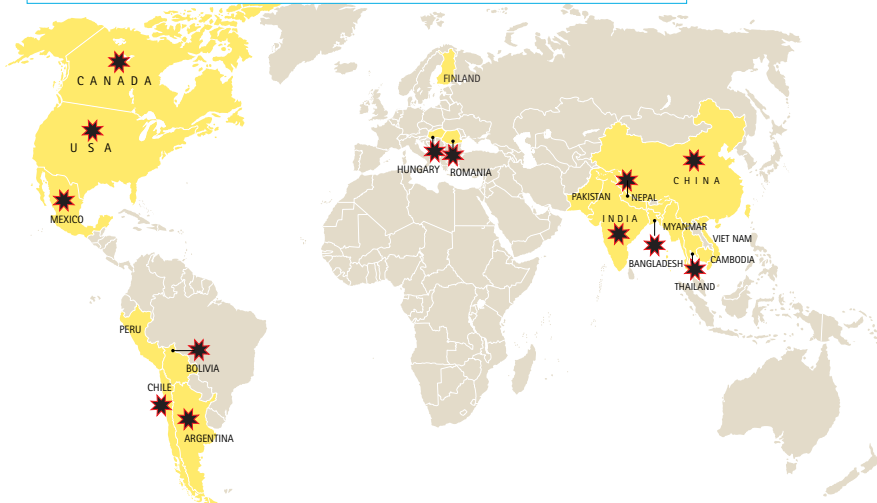 FINLAND
CANADA
USA
HUNGARY
ROMANIA
CHINA
PAKISTAN
NEPAL
MEXICO
INDIA
MYANMAR
VIET NAM
BANGLADESH
CAMBODIA
THAILAND
PERU
BOLIVIA
CHILE
ARGENTINA